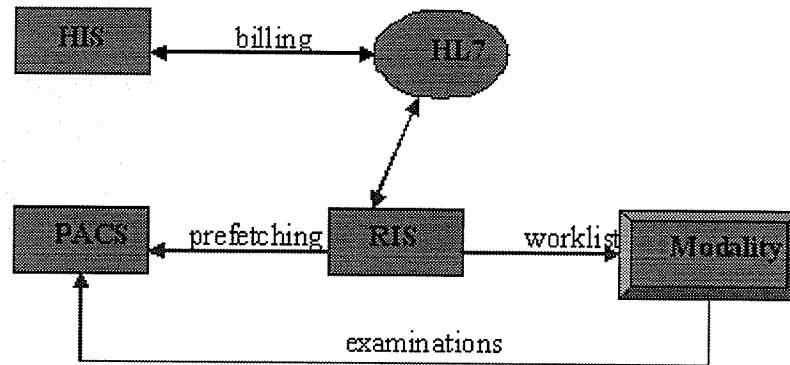 HIS
billing
HL7
PACS
prefetching
RIS
worklist
Modality
examinations